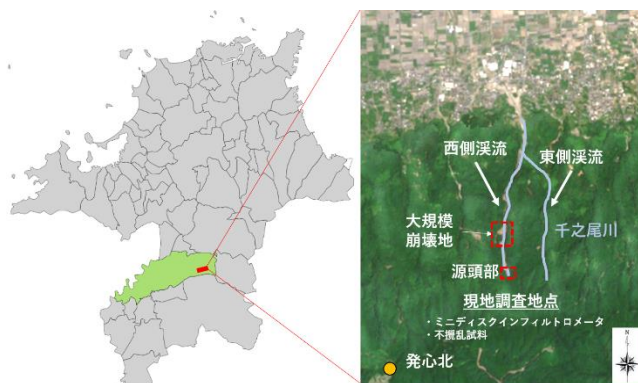 西側渓流
東側渓流
大規模
崩壊地
千之尾川
源頭部
現地調査地点
・ミニディスクインフィルトロメータ
・不攪乱試料
発心北